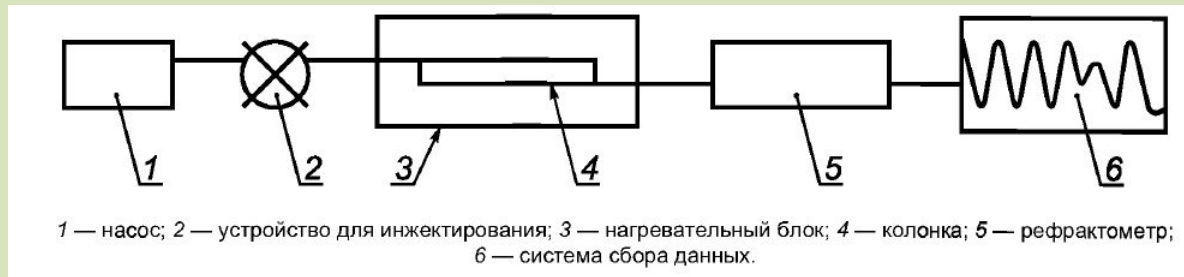 1 2 3 4 5 6
1 — насос; 2 — устройство для инжектирования; 3 — нагревательный блок; 4 — колонка; 5 — рефрактометр;
6 — система сбора данных.